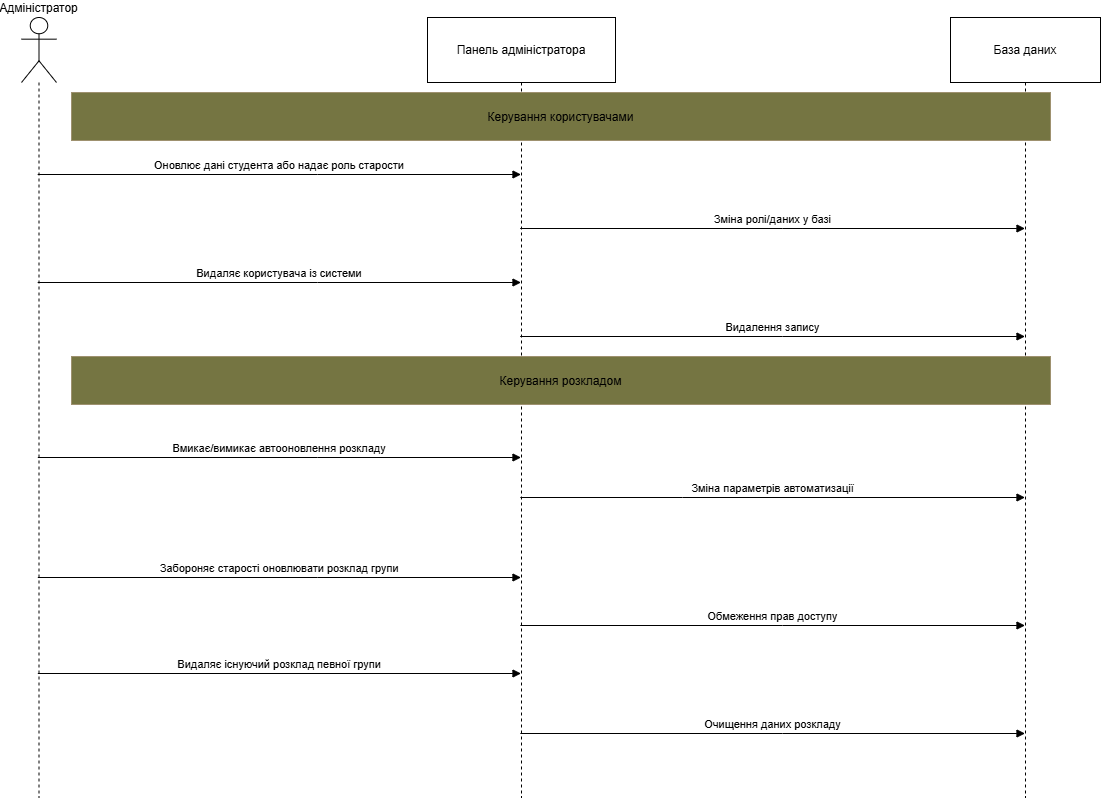 Адміністратор
Панель адміністратора
База даних
Керування користувачами
Оновлює дані студента або надає роль старости
Зміна ролі/даних у базі
Видаляє користувача із системи
Видалення запису
Керування розкладом
Вмикає/вимикає автооновлення розкладу
Зміна параметрів автоматизації
Забороняє старості оновлювати розклад групи
Обмеження прав доступу
Видаляє існуючий розклад певної групи
Очищення даних розкладу